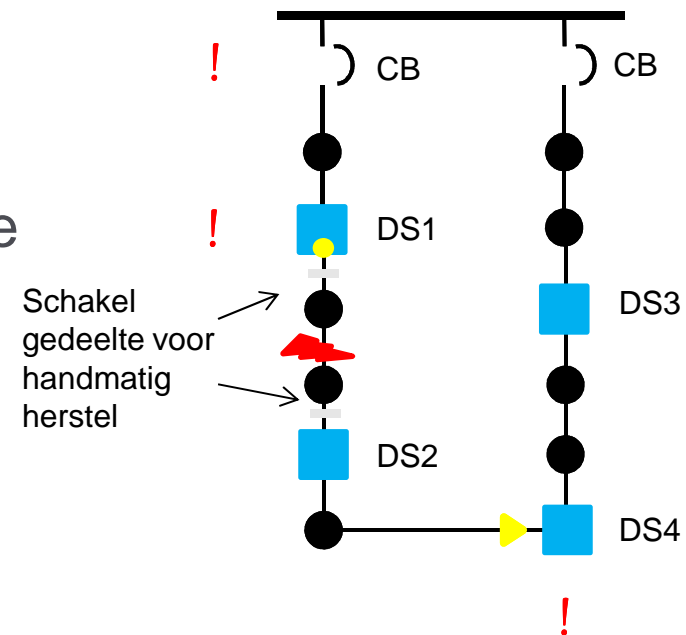 !
CB
CB
e
!
DS1
Schakel
gedeelte voor
handmatig
herstel
DS3
DS2
DS4
!